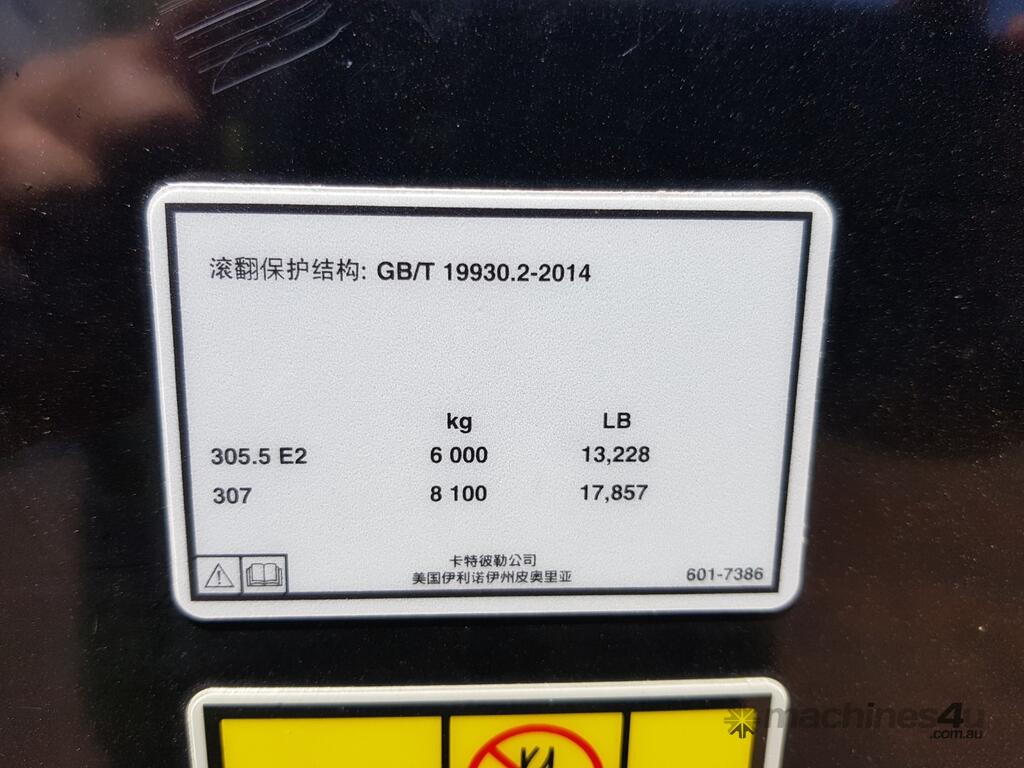 滚翻保护结构: GB/T 19930.2-2014
kg LB
305.5 E2 6 000 13,228
307 8 100 17,857
卡特彼勒公司
美国伊利诺伊州皮奥里亚
601-7386
machines4u
.com.au